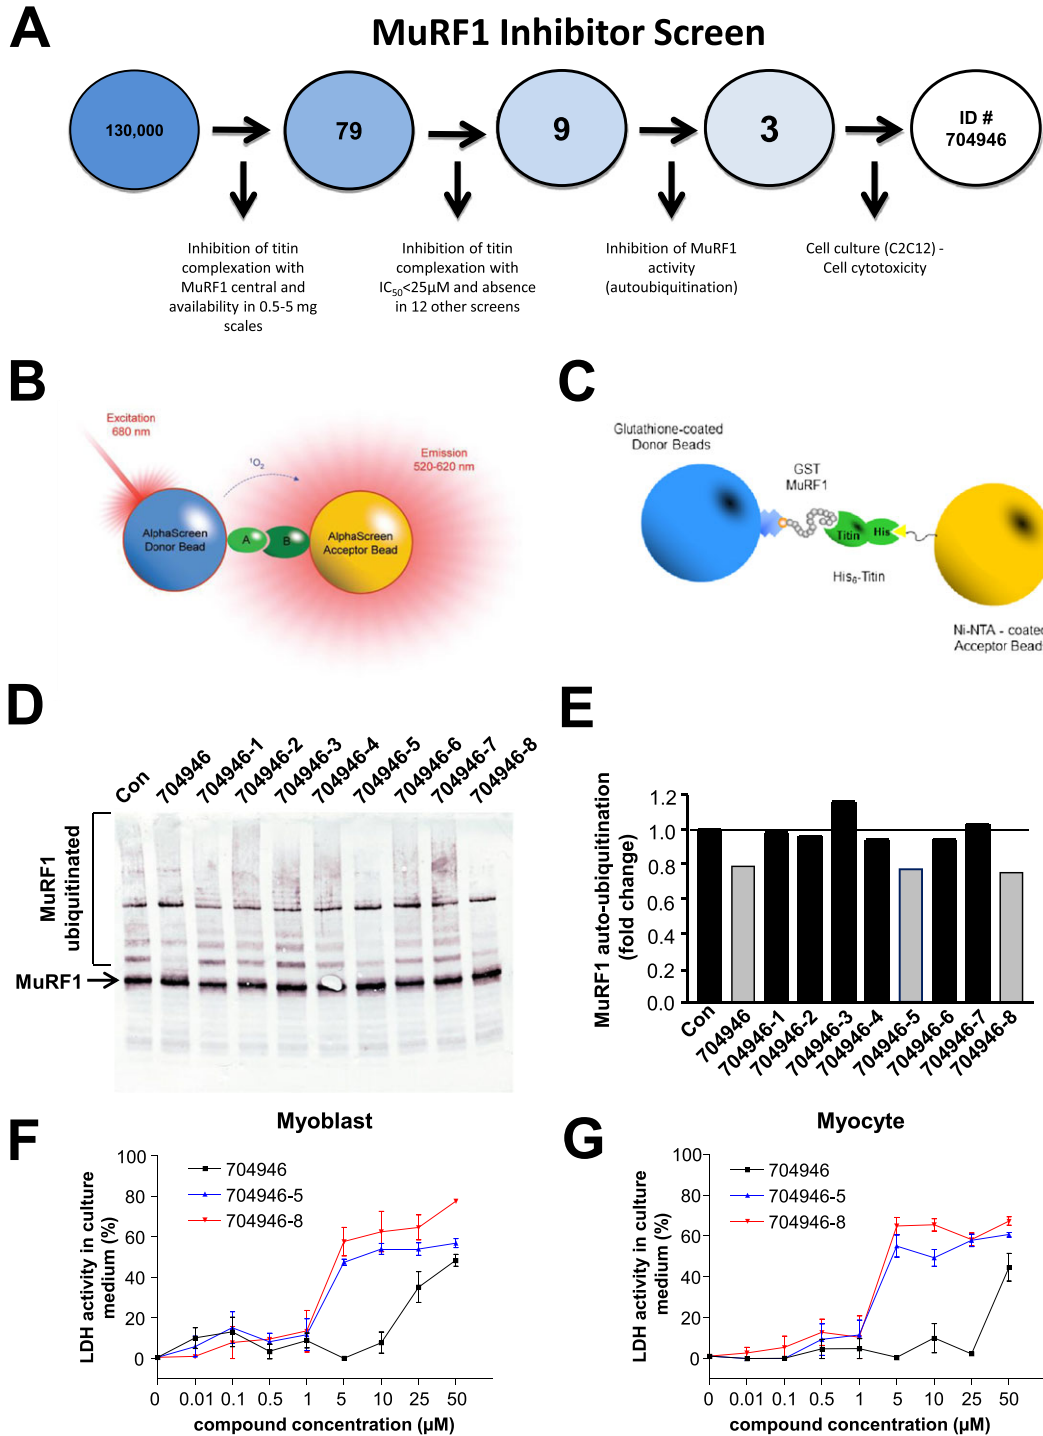 A
MuRF1 Inhibitor Screen
130,000
79
9
3
ID #
704946
Inhibition of titin
complexation with
MuRF1 central and
availability in 0.5-5 mg
scales
Inhibition of titin
complexation with
IC50<25µM and absence
in 12 other screens
Inhibition of MuRF1
activity
(autoubiquitination)
Cell culture (C2C12) -
Cell cytotoxicity
B
Excitation
680 nm
¹O₂
Emission
520-620 nm
AlphaScreen
Donor Bead
A
B
AlphaScreen
Acceptor Bead
C
Glutathione-coated
Donor Beads
GST
MuRF1
Titin
His
His₆-Titin
Ni-NTA - coated
Acceptor Bead
D
Con
704946
704946-1
704946-2
704946-3
704946-4
704946-5
704946-6
704946-7
704946-8
MuRF1
ubiquitinated
MuRF1
E
MuRF1 auto-ubiquitination
(fold change)
1.2
1.0
0.8
0.6
0.4
0.2
0.0
Con
704946
704946-1
704946-2
704946-3
704946-4
704946-5
704946-6
704946-7
704946-8
F
Myoblast
LDH activity in culture
medium (%)
100
80
60
40
20
0
704946
704946-5
704946-8
0 0.01 0.1 0.5 1 5 10 25 50
compound concentration (µM)
G
Myocyte
LDH activity in culture
medium (%)
100
80
60
40
20
0
704946
704946-5
704946-8
0 0.01 0.1 0.5 1 5 10 25 50
compound concentration (µM)